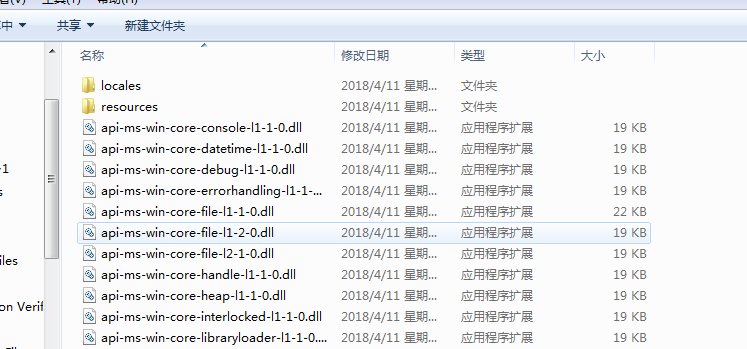 工具(T) 帮助(H)
中 共享 新建文件夹
名称 修改日期 类型 大小
locales 2018/4/11 星期... 文件夹
resources 2018/4/11 星期... 文件夹
api-ms-win-core-console-l1-1-0.dll 2018/4/11 星期... 应用程序扩展 19 KB
api-ms-win-core-datetime-l1-1-0.dll 2018/4/11 星期... 应用程序扩展 19 KB
api-ms-win-core-debug-l1-1-0.dll 2018/4/11 星期... 应用程序扩展 19 KB
-1
api-ms-win-core-errorhandling-l1-1-... 2018/4/11 星期... 应用程序扩展 19 KB
s
api-ms-win-core-file-l1-1-0.dll 2018/4/11 星期... 应用程序扩展 22 KB
api-ms-win-core-file-l1-2-0.dll 2018/4/11 星期... 应用程序扩展 19 KB
api-ms-win-core-file-l2-1-0.dll 2018/4/11 星期... 应用程序扩展 19 KB
iles
api-ms-win-core-handle-l1-1-0.dll 2018/4/11 星期... 应用程序扩展 19 KB
api-ms-win-core-heap-l1-1-0.dll 2018/4/11 星期... 应用程序扩展 19 KB
on Verif
api-ms-win-core-interlocked-l1-1-0.dll 2018/4/11 星期... 应用程序扩展 19 KB
api-ms-win-core-libraryloader-l1-1-0.... 2018/4/11 星期... 应用程序扩展 19 KB